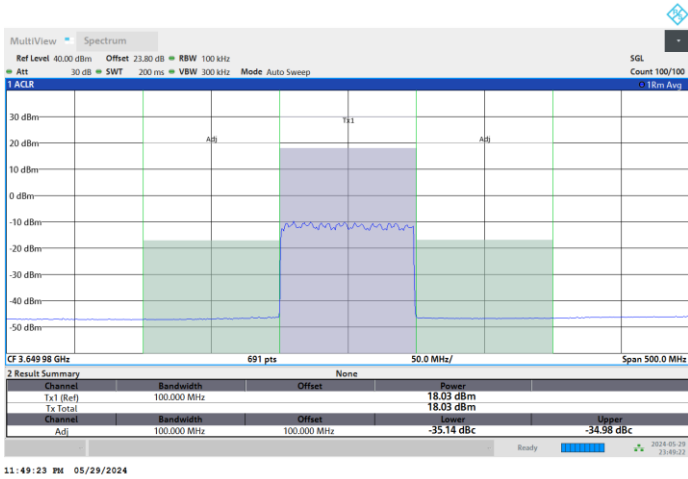 MultiView Spectrum
Ref Level 40.00 dBm Offset 23.80 dB RBW 100 kHz SGL
Att 30 dB SWT 200 ms VBW 300 kHz Mode Auto Sweep Count 100/100
1 ACLR 1Rm Avg
30 dBm
Tx1
20 dBm
Adj Adj
10 dBm
0 dBm
-10 dBm
-20 dBm
-30 dBm
-40 dBm
-50 dBm
CF 3.64998 GHz 691 pts 50.0 MHz/ Span 500.0 MHz
2 Result Summary None
Channel Bandwidth Offset Power
Tx1 (Ref) 100.000 MHz 18.03 dBm
Tx Total 18.03 dBm
Channel Bandwidth Offset Lower Upper
Adj 100.000 MHz 100.000 MHz -35.14 dBc -34.98 dBc
Ready 2024-05-29
23:49:22
11:49:23 PM 05/29/2024